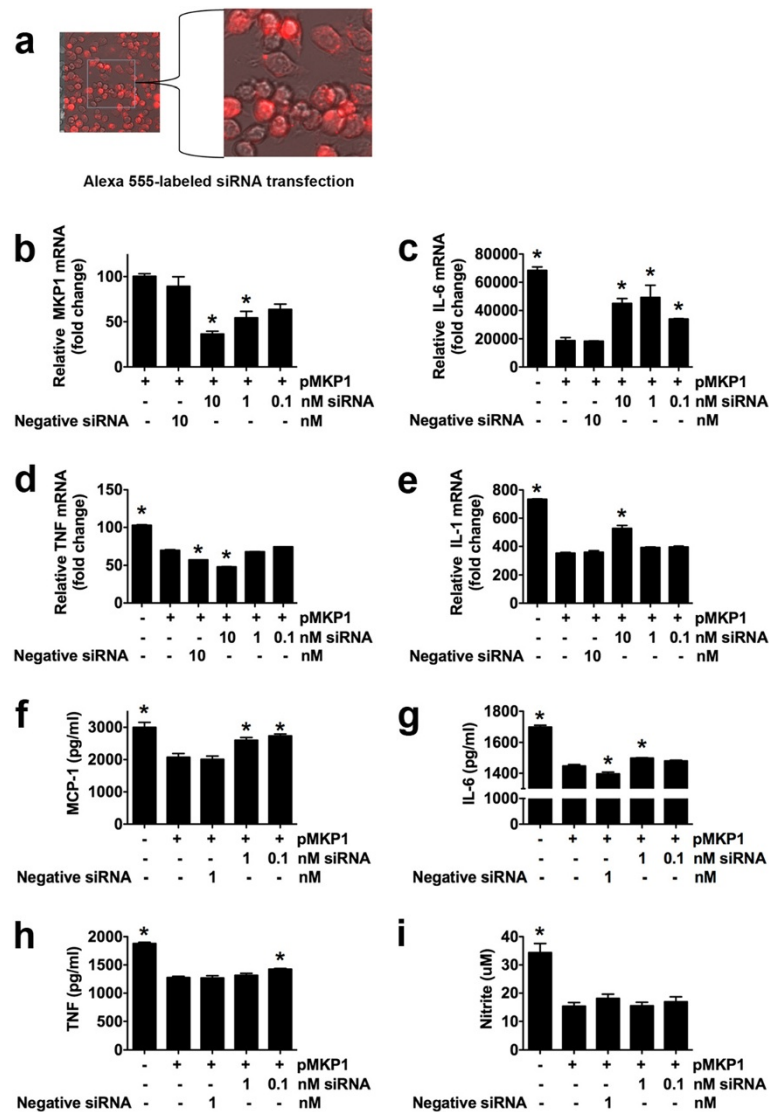 a
Alexa 555-labeled siRNA transfection
b
Relative MKP1 mRNA
(fold change)
100
50
0
+ + + + + pMKP1
- - 10 1 0.1 nM siRNA
Negative siRNA - 10 - - - nM
* *
c
Relative IL-6 mRNA
(fold change)
80000
60000
40000
20000
0
* * * *
- + + + + + pMKP1
- - - 10 1 0.1 nM siRNA
- - 10 - - - nM
d
Relative TNF mRNA
(fold change)
150
100
50
0
* * *
- + + + + + pMKP1
- - - 10 1 0.1 nM siRNA
Negative siRNA - - 10 - - - nM
e
Relative IL-1 mRNA
(fold change)
800
600
400
200
0
* *
- + + + + + pMKP1
- - - 10 1 0.1 nM siRNA
- - 10 - - - nM
f
MCP-1 (pg/ml)
4000
3000
2000
1000
0
* * *
- + + + + pMKP1
- - - 1 0.1 nM siRNA
Negative siRNA - - 1 - - nM
g
IL-6 (pg/ml)
1800
1600
1400
1000
0
* * *
- + + + + pMKP1
- - - 1 0.1 nM siRNA
Negative siRNA - - 1 - - nM
h
TNF (pg/ml)
2000
1500
1000
500
0
* *
- + + + + pMKP1
- - - 1 0.1 nM siRNA
Negative siRNA - - 1 - - nM
i
Nitrite (uM)
40
30
20
10
0
*
- + + + + pMKP1
- - - 1 0.1 nM siRNA
Negative siRNA - - 1 - - nM